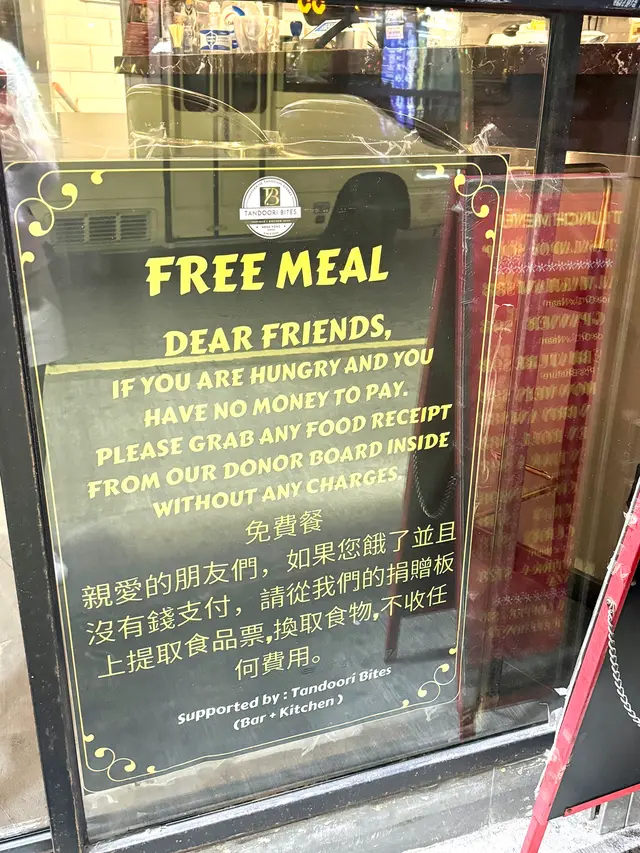 TANDOORI BITES
FREE MEAL
DEAR FRIENDS,
IF YOU ARE HUNGRY AND YOU
HAVE NO MONEY TO PAY.
PLEASE GRAB ANY FOOD RECEIPT
FROM OUR DONOR BOARD INSIDE
WITHOUT ANY CHARGES.
免費餐
親愛的朋友們，如果您餓了並且
沒有錢支付，請從我們的捐贈板
上提取食品票,換取食物,不收任
何費用。
Supported by : Tandoori Bites
(Bar + Kitchen )